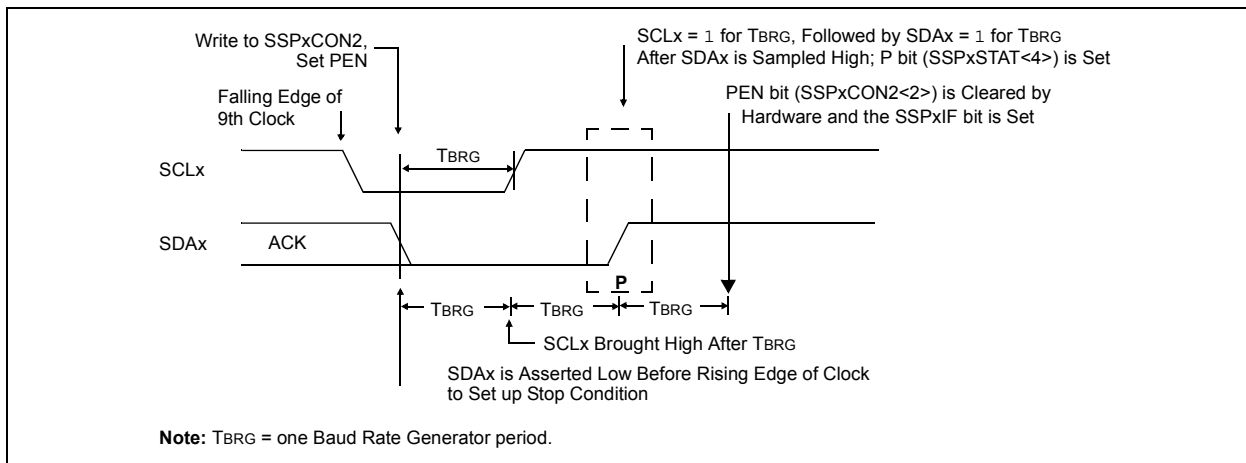 Write to SSPxCON2,
Set PEN
SCLx = 1 for TBRG, Followed by SDAx = 1 for TBRG
After SDAx is Sampled High; P bit (SSPxSTAT<4>) is Set
Falling Edge of
9th Clock
PEN bit (SSPxCON2<2>) is Cleared by
Hardware and the SSPxIF bit is Set
SCLx
TBRG
SDAx
ACK
P
TBRG
TBRG
TBRG
SCLx Brought High After TBRG
SDAx is Asserted Low Before Rising Edge of Clock
to Set up Stop Condition
Note: TBRG = one Baud Rate Generator period.